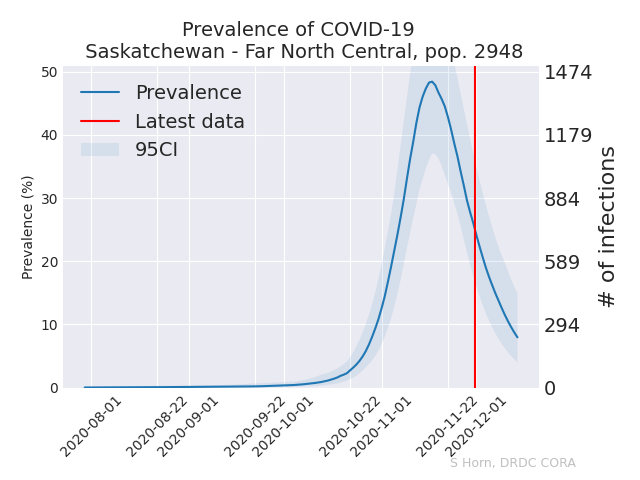 Prevalence of COVID-19
Saskatchewan - Far North Central, pop. 2948
Prevalence
Latest data
95CI
Prevalence (%)
50
40
30
20
10
0
1474
1179
884
589
294
0
# of infections
2020-08-01
2020-08-22
2020-09-01
2020-09-22
2020-10-01
2020-10-22
2020-11-01
2020-11-22
2020-12-01
S Horn, DRDC CORA